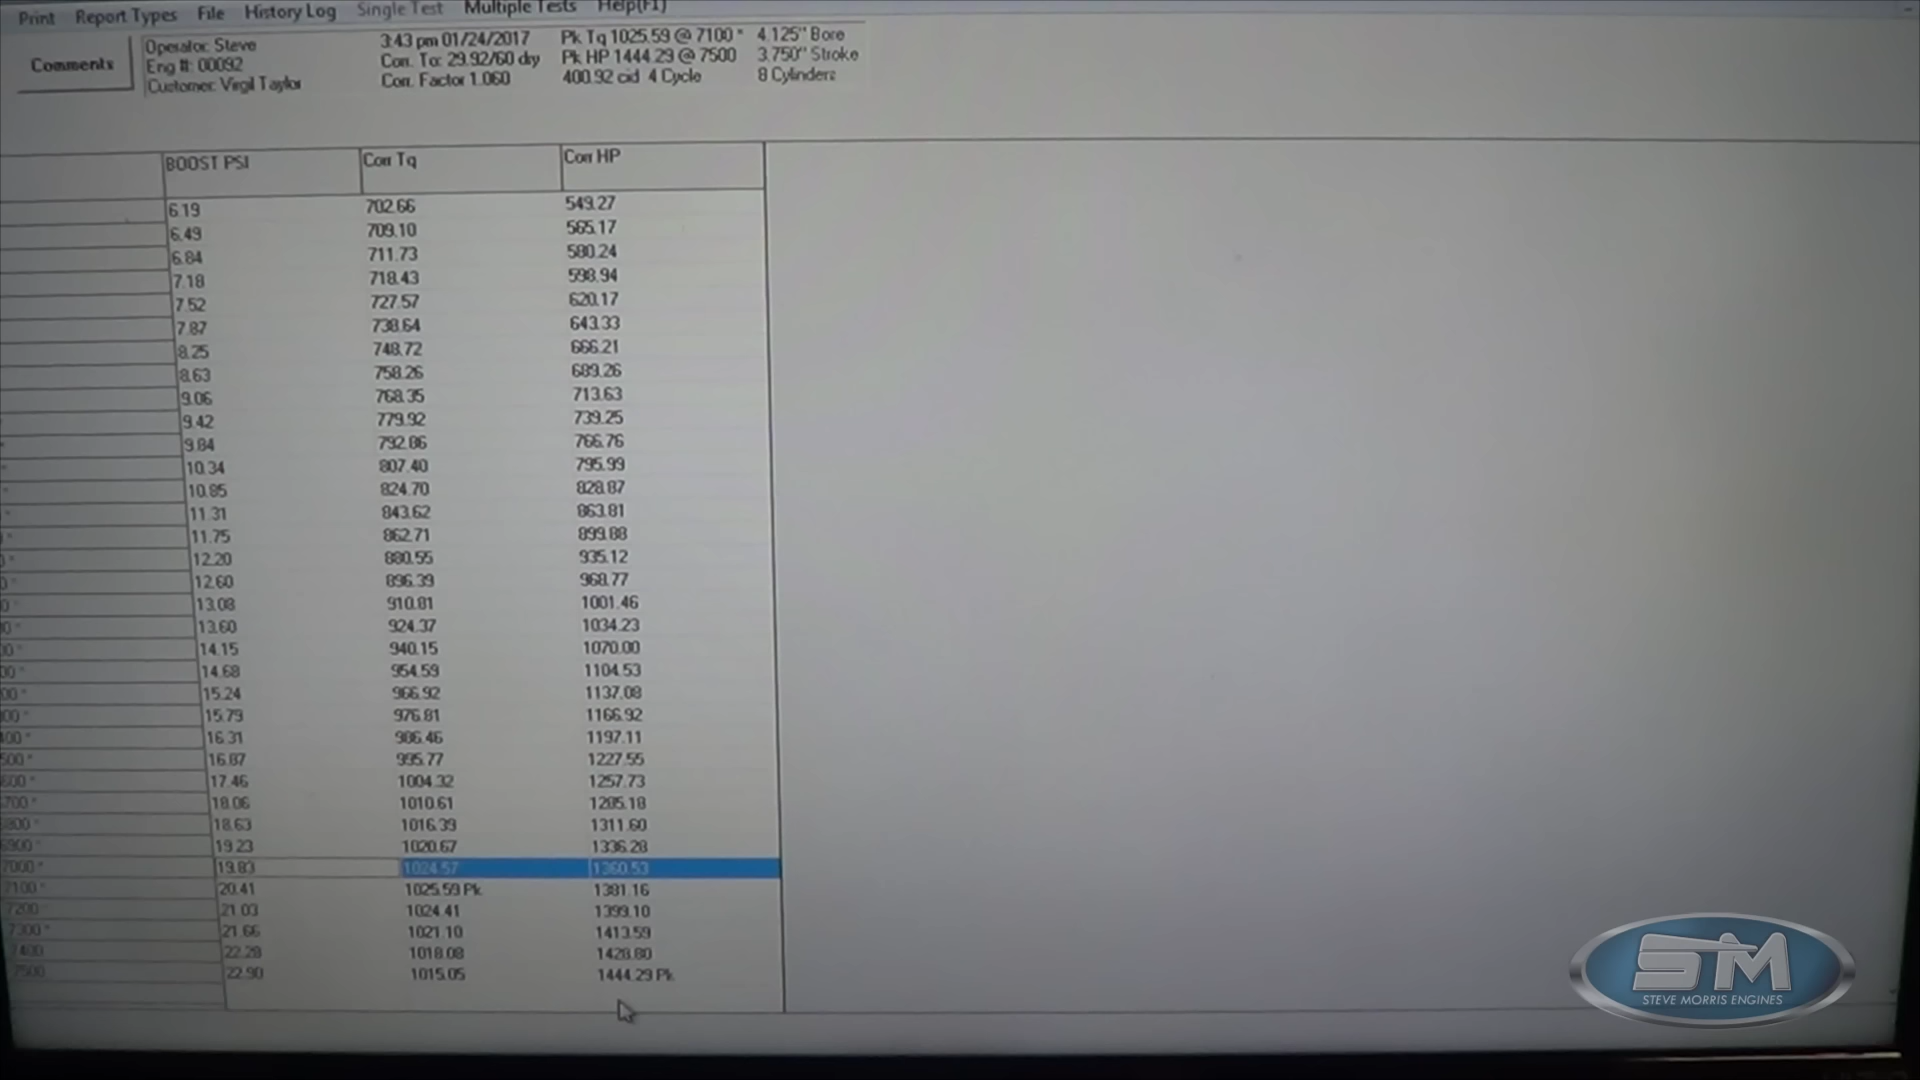 Print Report Types File History Log Single Test Multiple Tests Help(F1)
Comments
Operator: Steve
Eng #: 00092
Customer: Virgil Taylor
3:43 pm 01/24/2017
Corr. To: 29.92/60 dry
Corr. Factor 1.060
Pk Tq 1025.59 @ 7100 *
Pk HP 1444.29 @ 7500
400.92 cid 4 Cycle
4.125" Bore
3.750" Stroke
8 Cylinders
BOOST PSI Corr Tq Corr HP
6.19 702.66 549.27
6.49 709.10 565.17
6.84 711.73 580.24
7.18 718.43 598.94
7.52 727.57 620.17
7.87 738.64 643.33
8.25 748.72 666.21
8.63 758.26 689.26
9.06 768.35 713.63
9.42 779.92 739.25
9.84 792.86 766.76
10.34 807.40 795.99
10.85 824.70 828.87
11.31 843.62 863.81
11.75 862.71 899.88
12.20 880.55 935.12
12.60 896.39 968.77
13.08 910.81 1001.46
13.60 924.37 1034.23
14.15 940.15 1070.00
14.68 954.59 1104.53
15.24 966.92 1137.08
15.79 976.81 1166.92
400 * 16.31 986.46 1197.11
500 * 16.87 995.77 1227.55
600 * 17.46 1004.32 1257.73
700 * 18.06 1010.61 1285.18
6800 * 18.63 1016.39 1311.60
6900 * 19.23 1020.67 1336.28
7000 * 19.83 1024.57 1360.53
7100 * 20.41 1025.59 Pk 1381.16
7200 21.03 1024.41 1399.10
7300 * 21.66 1021.10 1413.59
7400 22.28 1018.08 1428.80
7500 22.90 1015.05 1444.29 Pk
SM
STEVE MORRIS ENGINES